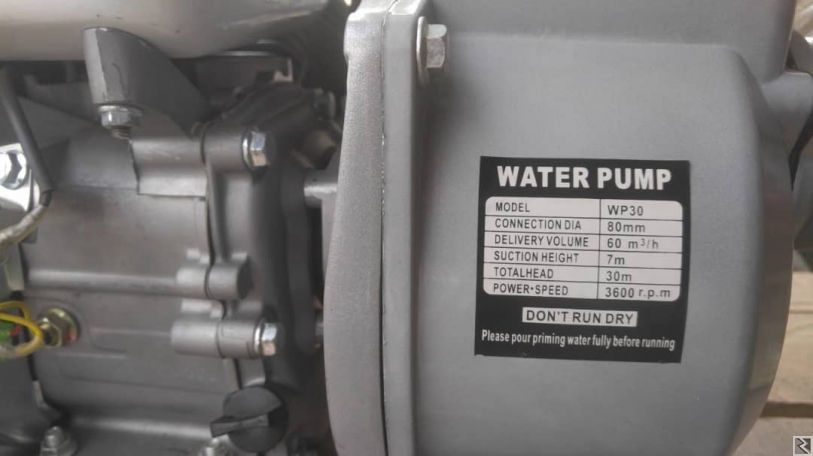 WATER PUMP
MODEL WP30
CONNECTION DIA 80mm
DELIVERY VOLUME 60 m³/h
SUCTION HEIGHT 7m
TOTALHEAD 30m
POWER·SPEED 3600 r.p.m
DON'T RUN DRY
Please pour priming water fully before running